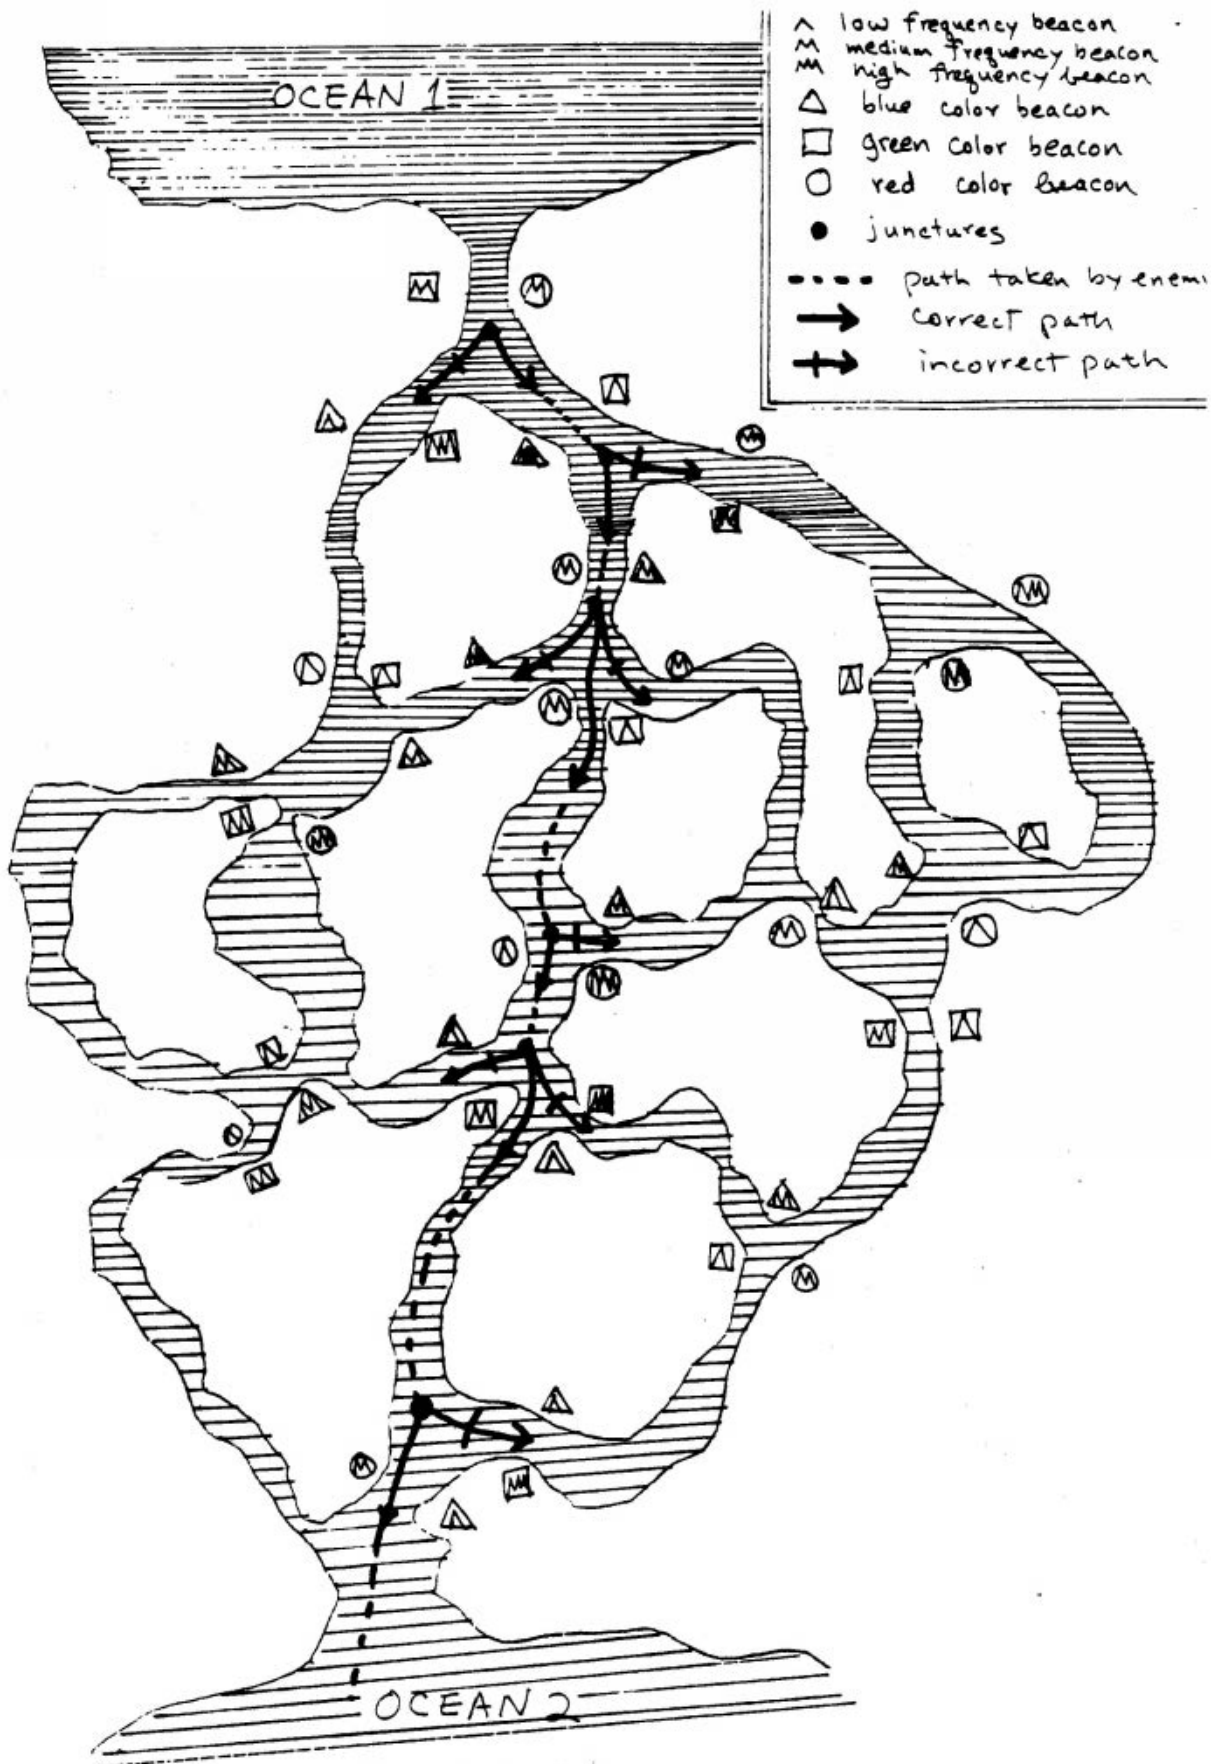 low frequency beacon
medium frequency beacon
high frequency beacon
blue color beacon
green color beacon
red color beacon
junctures
path taken by enemi
correct path
incorrect path
OCEAN 1
OCEAN 2